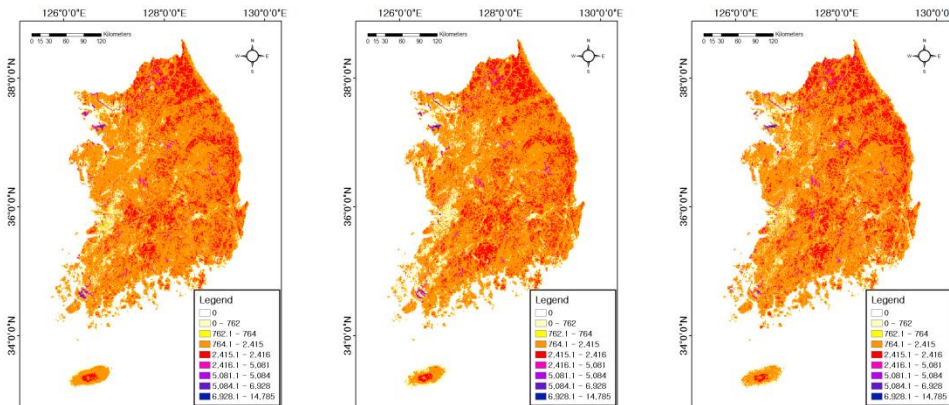 126°0'0"E 128°0'0"E 130°0'0"E
Kilometers
0 15 30 60 90 120
N
W E
S
38°0'0"N
36°0'0"N
34°0'0"N
Legend
0
0 - 762
762.1 - 764
764.1 - 2,415
2,415.1 - 2,416
2,416.1 - 5,081
5,081.1 - 5,084
5,084.1 - 6,928
6,928.1 - 14,785
126°0'0"E 128°0'0"E 130°0'0"E
Kilometers
0 15 30 60 90 120
N
W E
S
38°0'0"N
36°0'0"N
34°0'0"N
Legend
0
0 - 762
762.1 - 764
764.1 - 2,415
2,415.1 - 2,416
2,416.1 - 5,081
5,081.1 - 5,084
5,084.1 - 6,928
6,928.1 - 14,785
126°0'0"E 128°0'0"E 130°0'0"E
Kilometers
0 15 30 60 90 120
N
W E
S
38°0'0"N
36°0'0"N
34°0'0"N
Legend
0
0 - 762
762.1 - 764
764.1 - 2,415
2,415.1 - 2,416
2,416.1 - 5,081
5,081.1 - 5,084
5,084.1 - 6,928
6,928.1 - 14,785